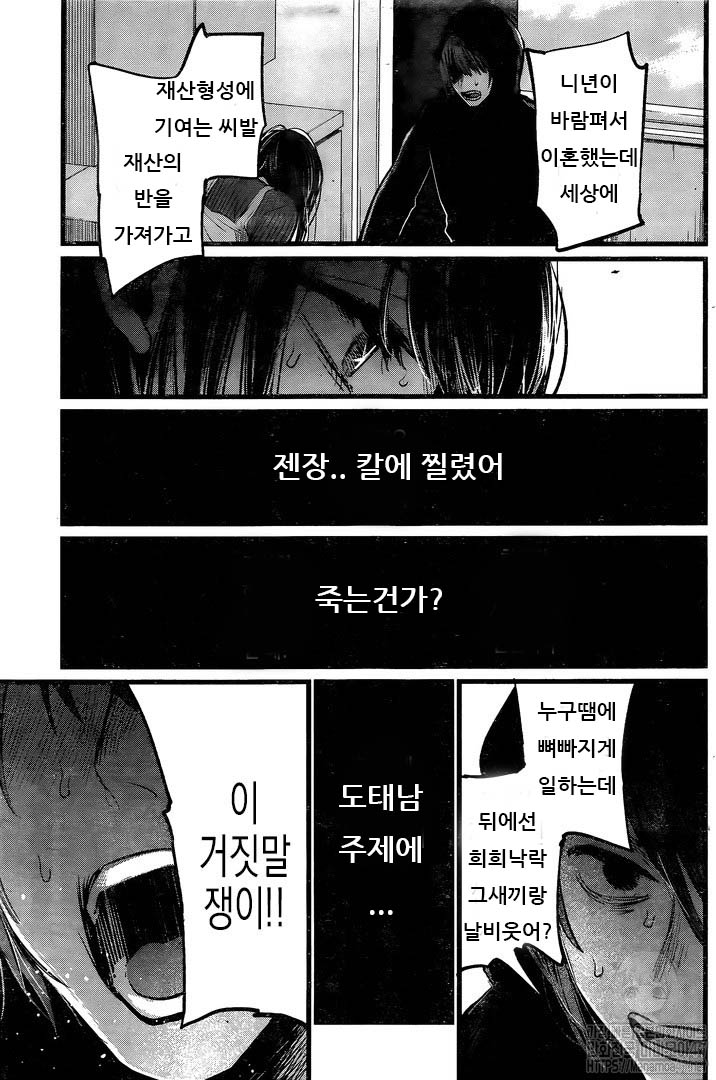 니년이
바람펴서
이혼했는데
세상에
재산형성에
기여는 씨발
재산의
반을
가져가고
젠장.. 칼에 찔렸어
죽는건가?
누구땜에
뼈빠지게
일하는데
뒤에선
희희낙락
그새끼랑
날비웃어?
도태남
주제에
...
이
거짓말
쟁이!!